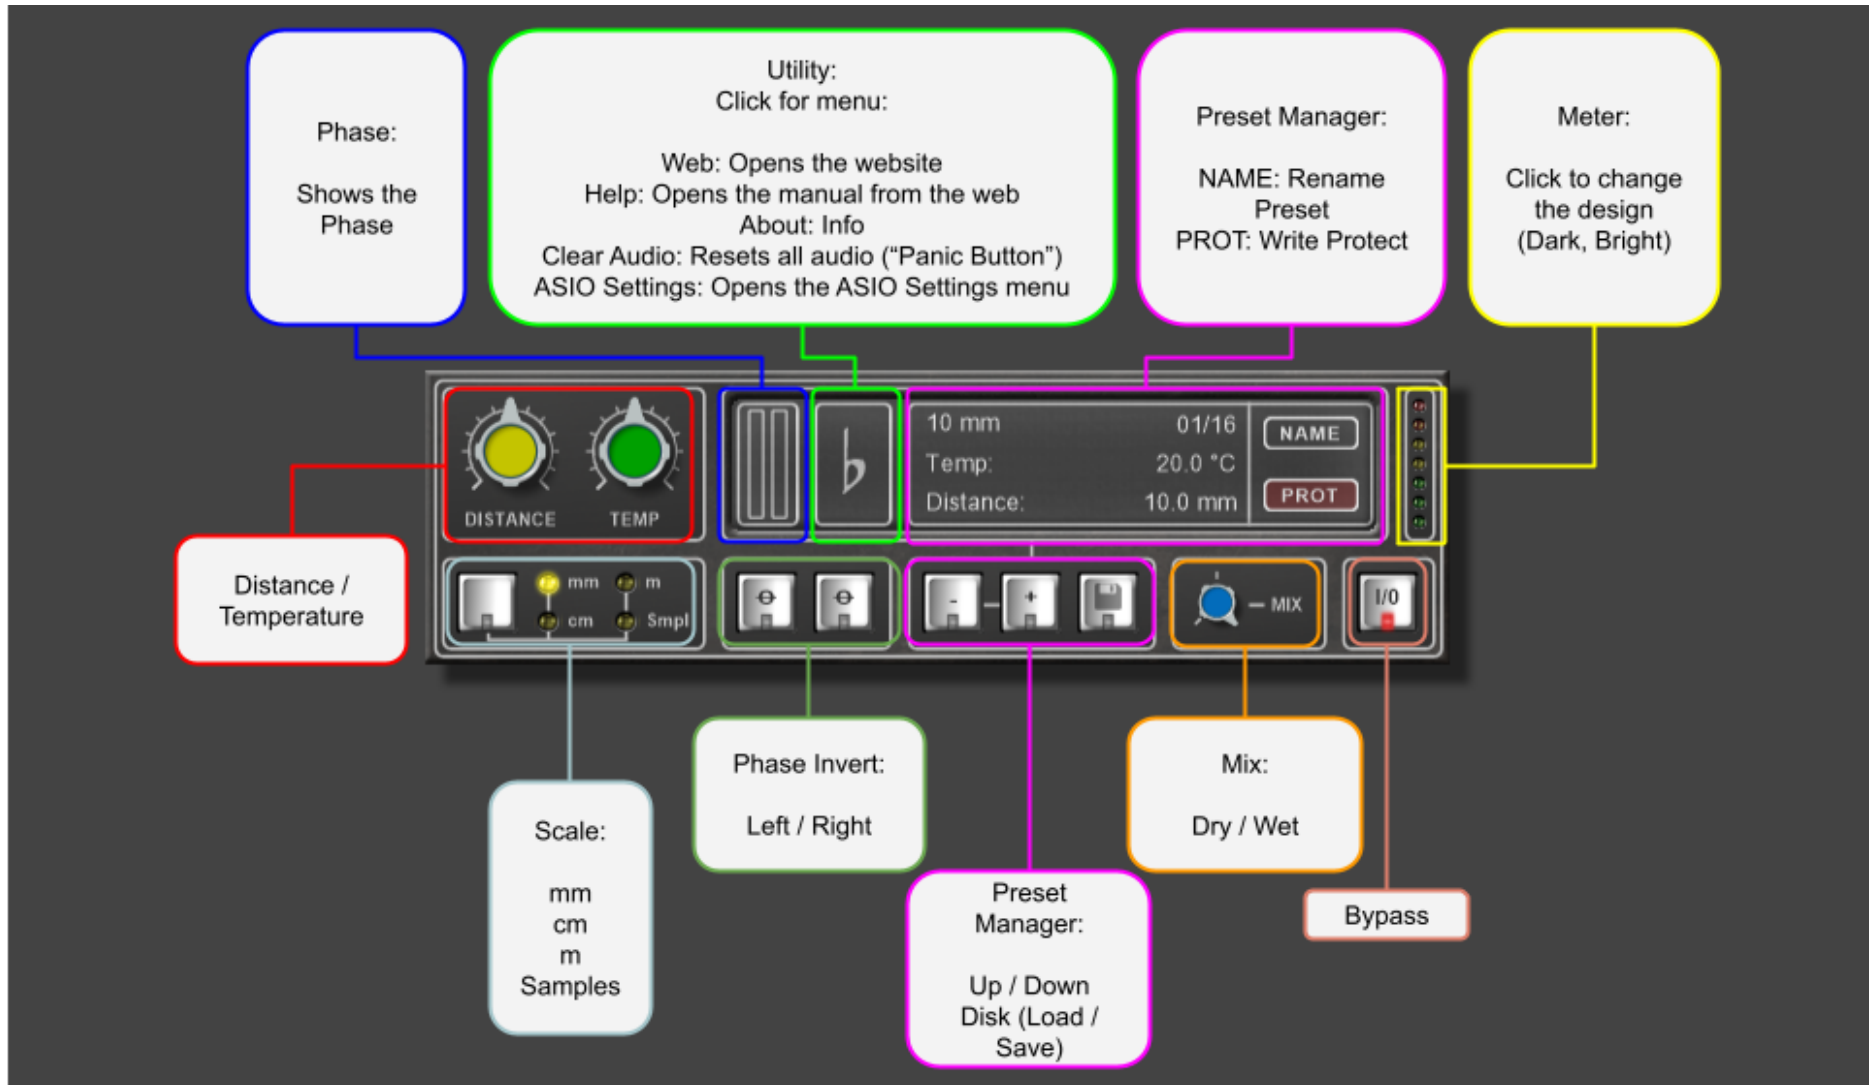 Phase:
Shows the
Phase
Utility:
Click for menu:
Web: Opens the website
Help: Opens the manual from the web
About: Info
Clear Audio: Resets all audio (“Panic Button”)
ASIO Settings: Opens the ASIO Settings menu
Preset Manager:
NAME: Rename
Preset
PROT: Write Protect
Meter:
Click to change
the design
(Dark, Bright)
DISTANCE
TEMP
♭
10 mm 01/16
Temp: 20.0 °C
Distance: 10.0 mm
NAME
PROT
Distance /
Temperature
mm
m
cm
Smpl
Θ
Θ
-
+
MIX
I/0
Scale:
mm
cm
m
Samples
Phase Invert:
Left / Right
Preset
Manager:
Up / Down
Disk (Load /
Save)
Mix:
Dry / Wet
Bypass